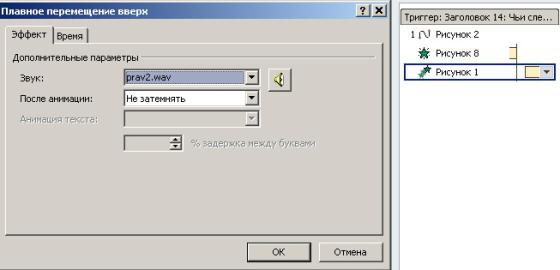 Плавное перемещение вверх
Эффект Время
Дополнительные параметры
Звук: prav2.wav
После анимации: Не затемнять
Анимация текста:
% задержка между буквами
ОК Отмена
Триггер: Заголовок 14: Чьи сле...
1 Рисунок 2
Рисунок 8
Рисунок 1